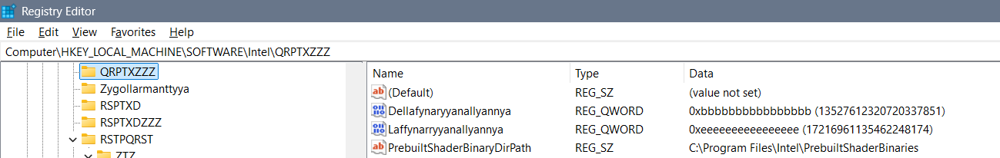 Registry Editor
File Edit View Favorites Help
Computer\HKEY_LOCAL_MACHINE\SOFTWARE\Intel\QRPTXZZZ
QRPTXZZZ
Zygollarmanttyya
RSPTXD
RSPTXDZZZ
RSTPQRST
ZTZ
Name Type Data
(Default) REG_SZ (value not set)
Dellafynaryyanallyannya REG_QWORD 0xbbbbbbbbbbbbbbbb (13527612320720337851)
Laffynarryyanallyannya REG_QWORD 0xeeeeeeeeeeeeeeee (17216961135462248174)
PrebuiltShaderBinaryDirPath REG_SZ C:\Program Files\Intel\PrebuiltShaderBinaries